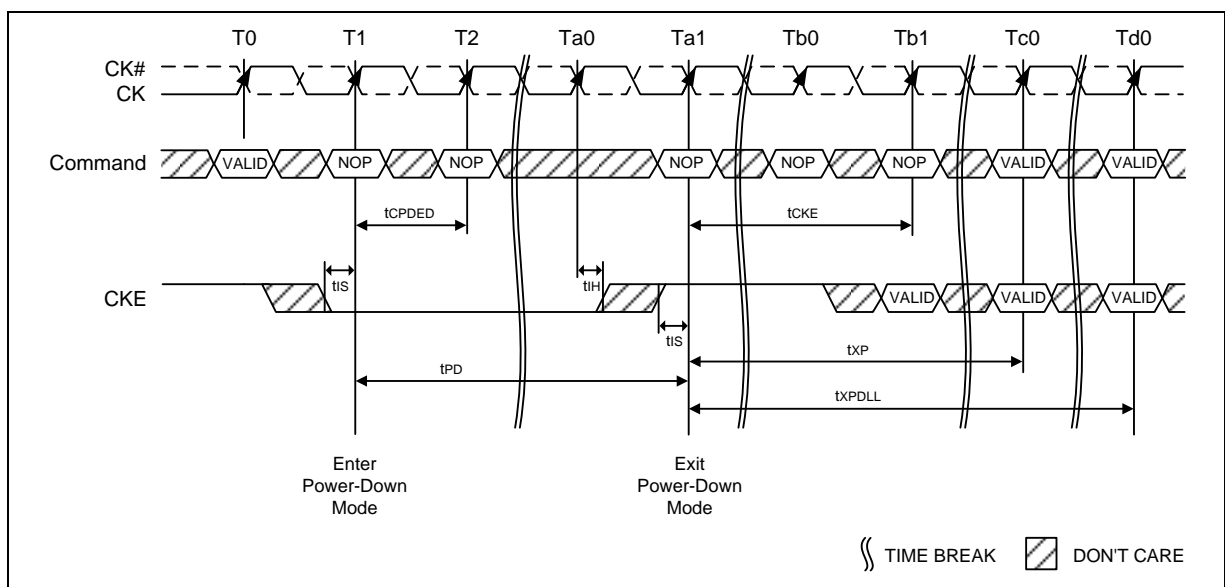 T0 T1 T2 Ta0 Ta1 Tb0 Tb1 Tc0 Td0
CK#
CK
Command VALID NOP NOP NOP NOP NOP VALID VALID
tCPDED tCKE
tIS tIH
CKE VALID VALID VALID
tIS
tPD tXP
tXPDLL
Enter
Power-Down
Mode
Exit
Power-Down
Mode
TIME BREAK DON'T CARE